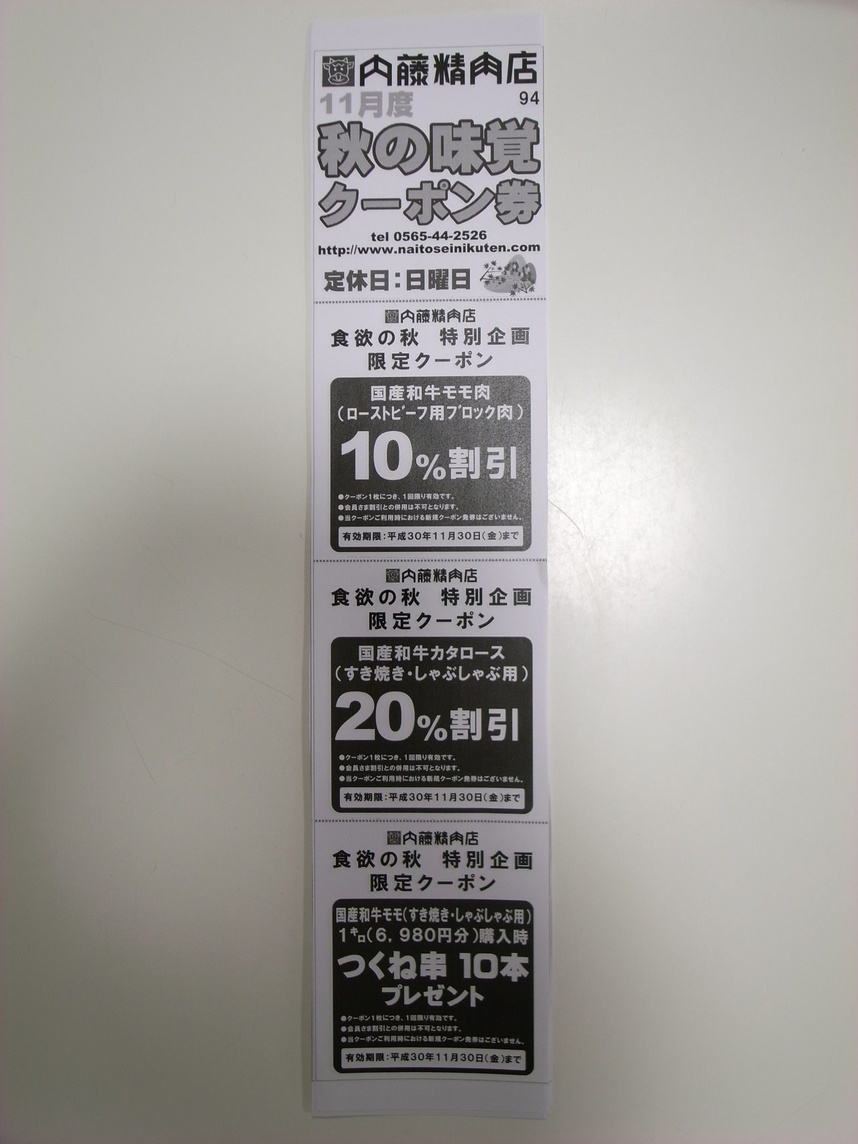 内藤精肉店
11月度
94
秋の味覚
クーポン券
tel 0565-44-2526
http://www.naitoseinikuten.com
定休日:日曜日
内藤精肉店
食欲の秋 特別企画
限定クーポン
国産和牛モモ肉
(ローストビーフ用ブロック肉)
10%割引
●クーポン1枚につき、1回限り有効です。
●会員さま割引との併用は不可となります。
●当クーポンご利用時における新規クーポン発券はございません。
有効期限:平成30年11月30日(金)まで
内藤精肉店
食欲の秋 特別企画
限定クーポン
国産和牛カタロース
(すき焼き・しゃぶしゃぶ用)
20%割引
●クーポン1枚につき、1回限り有効です。
●会員さま割引との併用は不可となります。
●当クーポンご利用時における新規クーポン発券はございません。
有効期限:平成30年11月30日(金)まで
内藤精肉店
食欲の秋 特別企画
限定クーポン
国産和牛モモ(すき焼き・しゃぶしゃぶ用)
1㌔(6,980円分)購入時
つくね串 10本
プレゼント
●クーポン1枚につき、1回限り有効です。
●会員さま割引との併用は不可となります。
●当クーポンご利用時における新規クーポン発券はございません。
有効期限:平成30年11月30日(金)まで